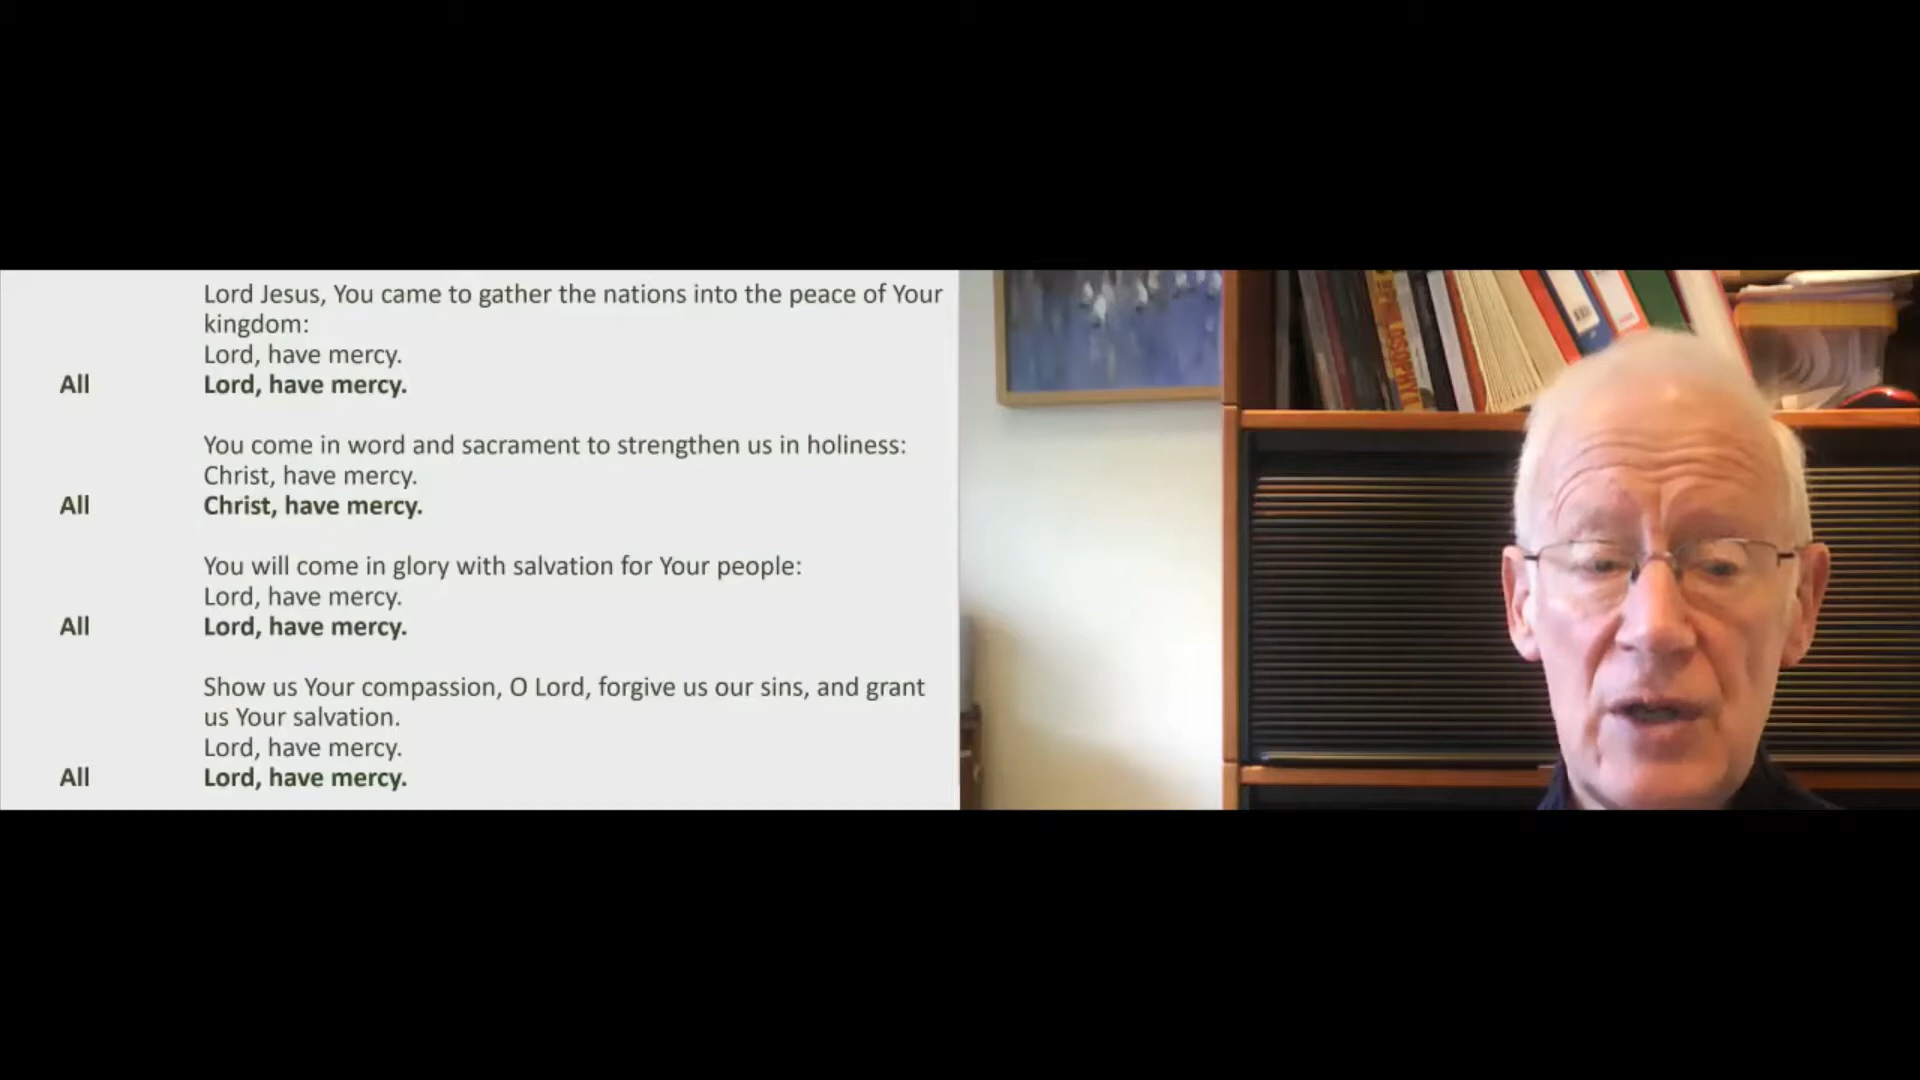 Lord Jesus, You came to gather the nations into the peace of Your
kingdom:
Lord, have mercy.
All Lord, have mercy.
You come in word and sacrament to strengthen us in holiness:
Christ, have mercy.
All Christ, have mercy.
You will come in glory with salvation for Your people:
Lord, have mercy.
All Lord, have mercy.
Show us Your compassion, O Lord, forgive us our sins, and grant
us Your salvation.
Lord, have mercy.
All Lord, have mercy.